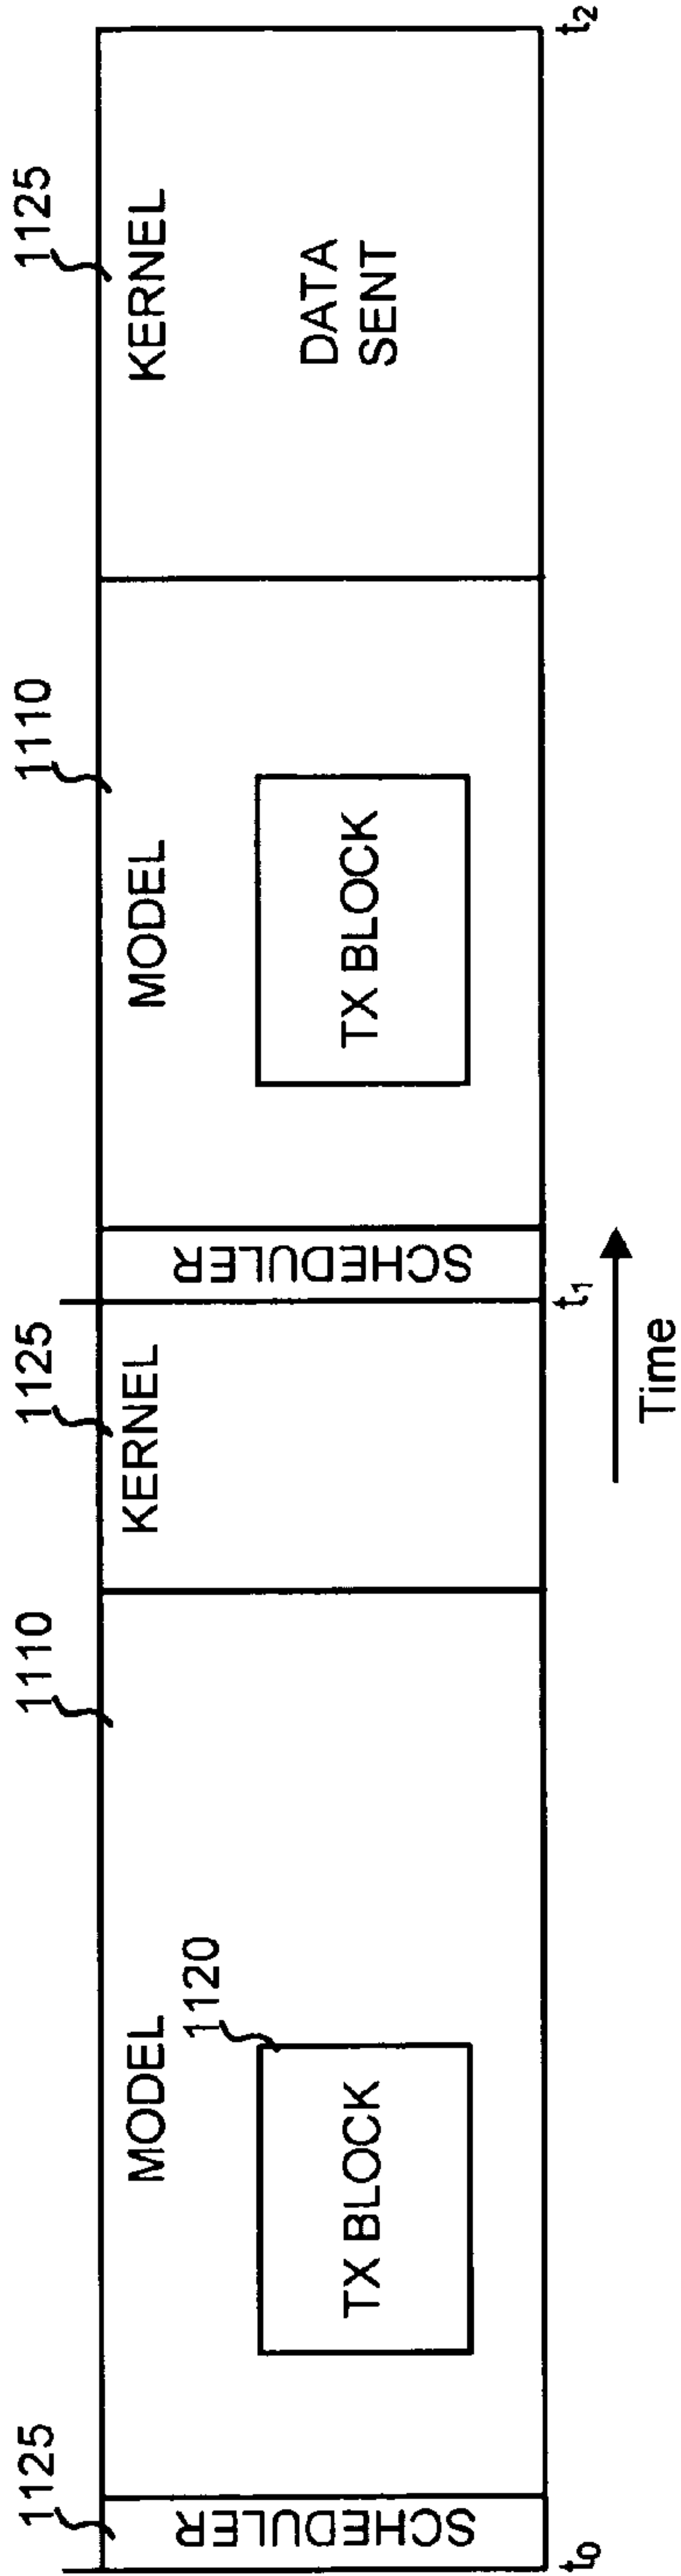 1125
1110
1125
1110
1125
SCHEDULER
MODEL
1120
TX BLOCK
KERNEL
SCHEDULER
MODEL
TX BLOCK
KERNEL
DATA
SENT
t0
t1
t2
Time